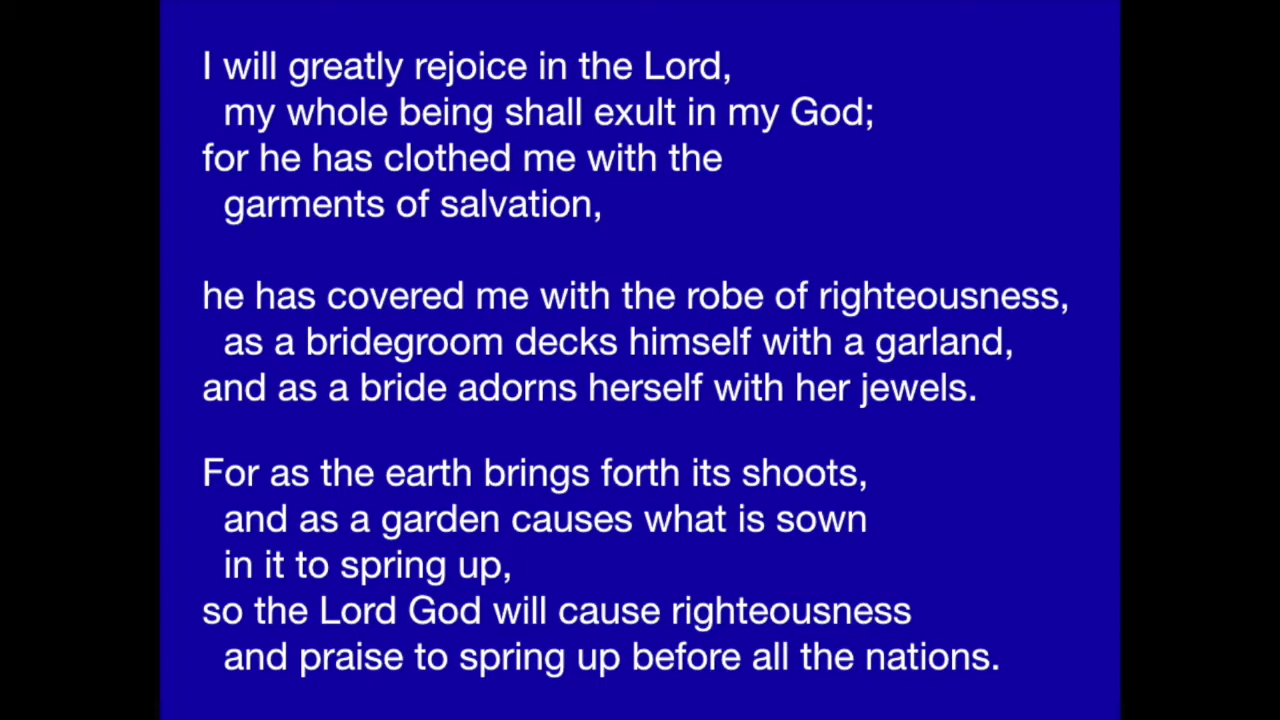 I will greatly rejoice in the Lord,
my whole being shall exult in my God;
for he has clothed me with the
garments of salvation,
he has covered me with the robe of righteousness,
as a bridegroom decks himself with a garland,
and as a bride adorns herself with her jewels.
For as the earth brings forth its shoots,
and as a garden causes what is sown
in it to spring up,
so the Lord God will cause righteousness
and praise to spring up before all the nations.